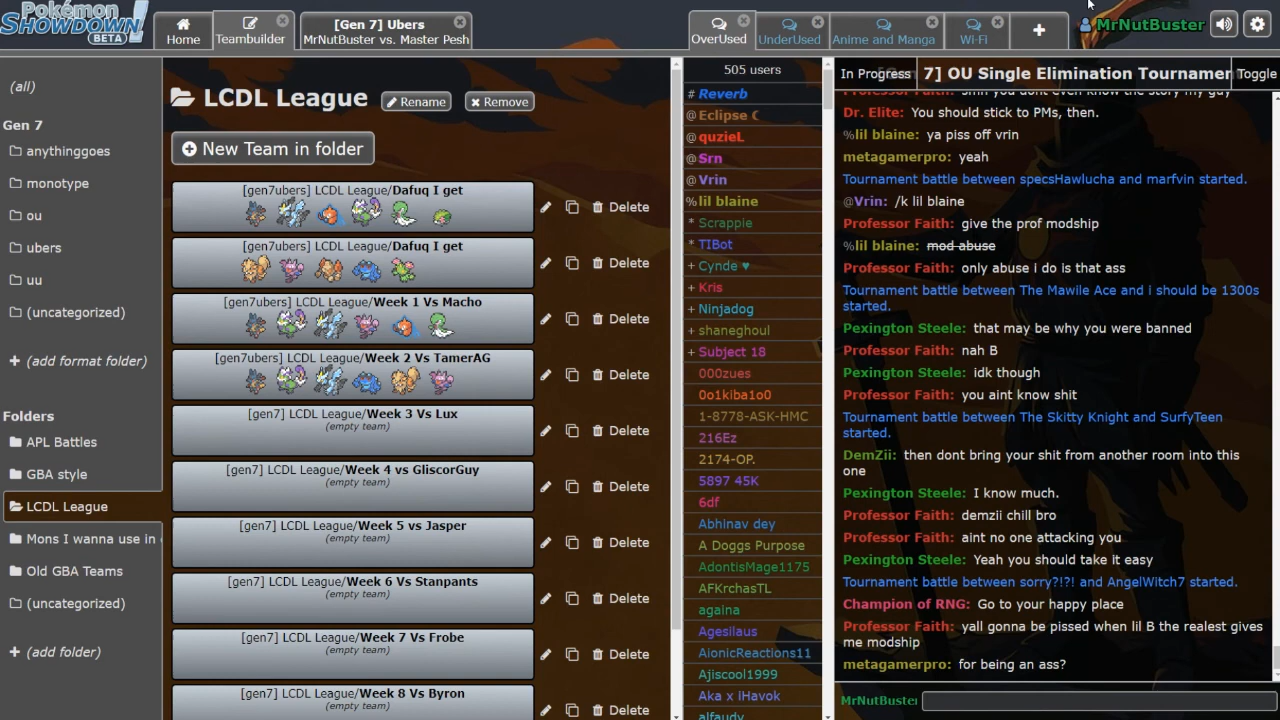 Pokémon
SHOWDOWN!
BETA
Home
Teambuilder
[Gen 7] Ubers
MrNutBuster vs. Master Pesh
OverUsed
UnderUsed
Anime and Manga
Wi-Fi
MrNutBuster
(all)
Gen 7
anythinggoes
monotype
ou
ubers
uu
(uncategorized)
(add format folder)
Folders
APL Battles
GBA style
LCDL League
Mons I wanna use in
Old GBA Teams
(uncategorized)
(add folder)
LCDL League
Rename
Remove
New Team in folder
[gen7ubers] LCDL League/Dafuq I get
Delete
[gen7ubers] LCDL League/Dafuq I get
Delete
[gen7ubers] LCDL League/Week 1 Vs Macho
Delete
[gen7ubers] LCDL League/Week 2 Vs TamerAG
Delete
[gen7] LCDL League/Week 3 Vs Lux
(empty team)
Delete
[gen7] LCDL League/Week 4 vs GliscorGuy
(empty team)
Delete
[gen7] LCDL League/Week 5 vs Jasper
(empty team)
Delete
[gen7] LCDL League/Week 6 Vs Stanpants
(empty team)
Delete
[gen7] LCDL League/Week 7 Vs Frobe
(empty team)
Delete
[gen7] LCDL League/Week 8 Vs Byron
(empty team)
Delete
505 users
# Reverb
@ Eclipse ☾
@ quzieL
@ Srn
@ Vrin
% lil blaine
* Scrappie
* TIBot
+ Cynde ♥
+ Kris
+ Ninjadog
+ shaneghoul
+ Subject 18
000zues
0o1kiba1o0
1-8778-ASK-HMC
216Ez
2174-OP.
5897 45K
6df
Abhinav dey
A Doggs Purpose
AdontisMage1175
AFKrchasTL
againa
Agesilaus
AionicReactions11
Ajiscool1999
Aka x iHavok
alfaudy
In Progress
7] OU Single Elimination Tournamen
Toggle
Professor Faith: smh you dont even know the story my guy
Dr. Elite: You should stick to PMs, then.
%lil blaine: ya piss off vrin
metagamerpro: yeah
Tournament battle between specsHawlucha and marfvin started.
@Vrin: /k lil blaine
Professor Faith: give the prof modship
%lil blaine: mod abuse
Professor Faith: only abuse i do is that ass
Tournament battle between The Mawile Ace and i should be 1300s
started.
Pexington Steele: that may be why you were banned
Professor Faith: nah B
Pexington Steele: idk though
Professor Faith: you aint know shit
Tournament battle between The Skitty Knight and SurfyTeen
started.
DemZii: then dont bring your shit from another room into this
one
Pexington Steele: I know much.
Professor Faith: demzii chill bro
Professor Faith: aint no one attacking you
Pexington Steele: Yeah you should take it easy
Tournament battle between sorry?!?! and AngelWitch7 started.
Champion of RNG: Go to your happy place
Professor Faith: yall gonna be pissed when lil B the realest gives
me modship
metagamerpro: for being an ass?
MrNutBuster: